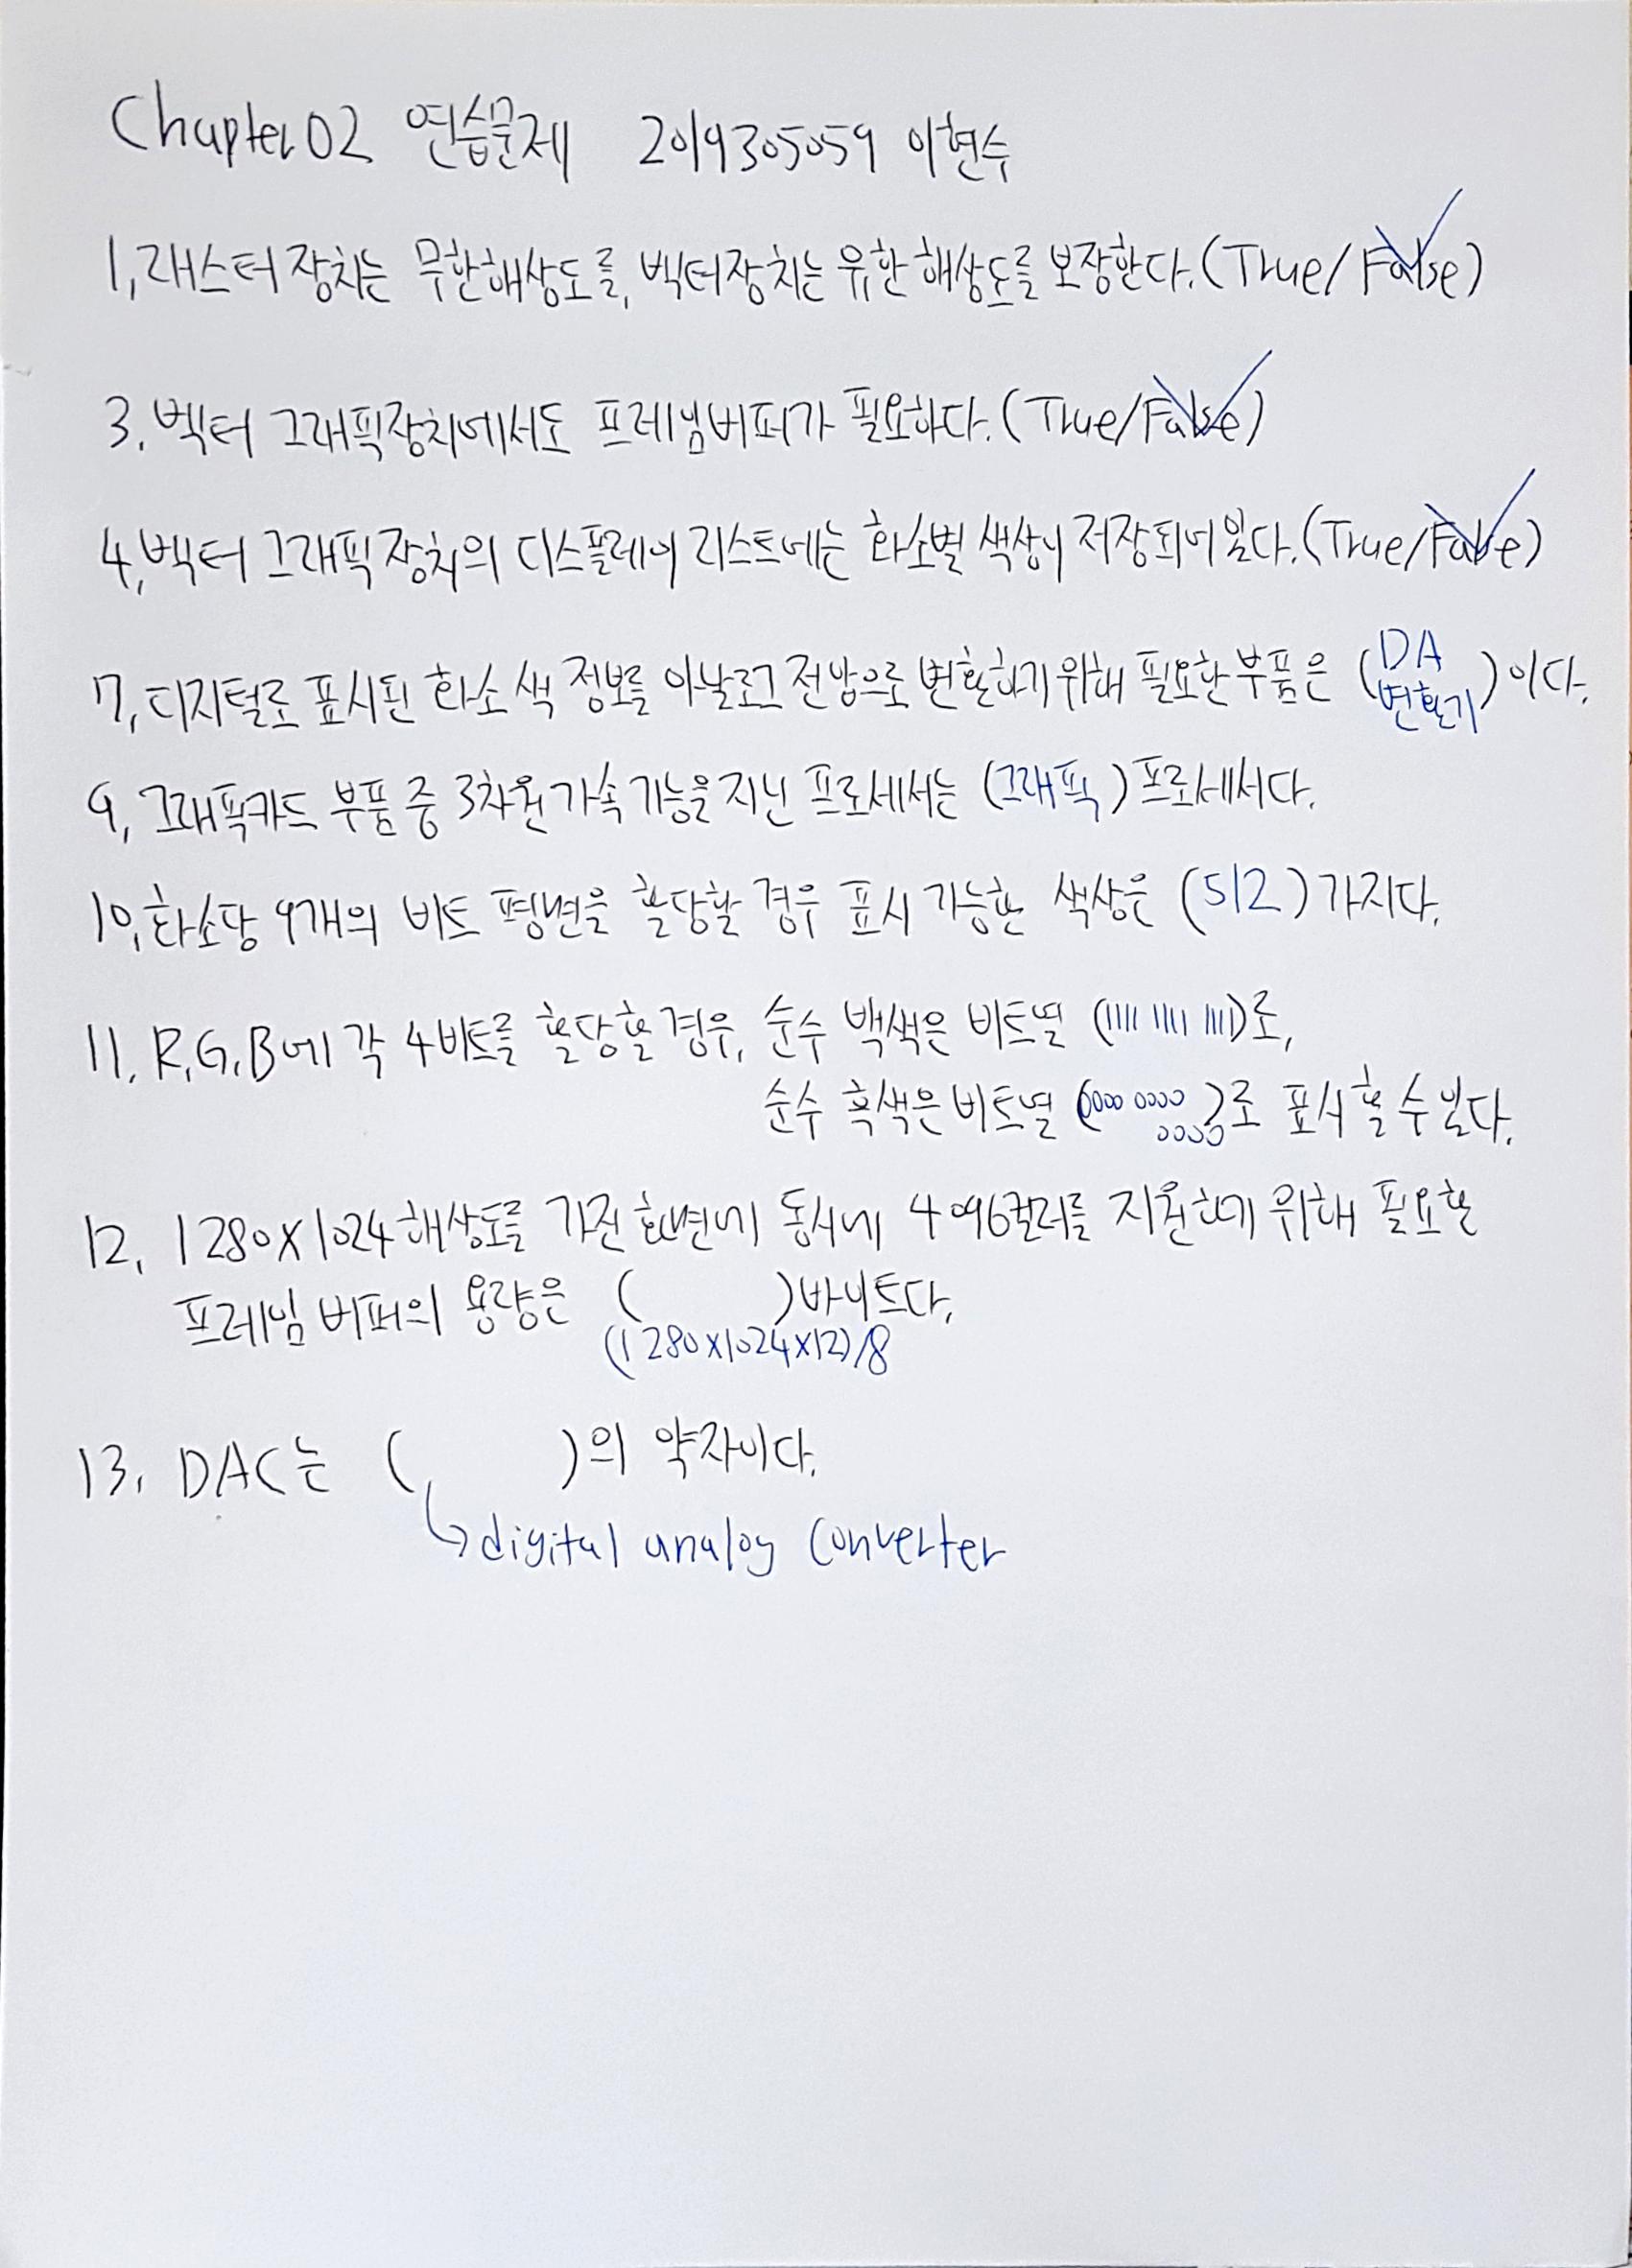 Chapter02 연습문제 2019305059 이현수
1. 래스터 장치는 무한해상도를, 벡터장치는 유한 해상도를 보장한다. (True/False)
3. 벡터 그래픽장치에서도 프레임버퍼가 필요하다. (True/False)
4. 벡터 그래픽 장치의 디스플레이 리스트에는 화소별 색상이 저장되어 있다. (True/False)
7. 디지털로 표시된 화소 색 정보를 아날로그 전압으로 변환하기 위해 필요한 부품은 (DA 변환기)이다.
9. 그래픽카드 부품 중 3차원 가속 기능을 지닌 프로세서는 (그래픽) 프로세서다.
10. 화소당 9개의 비트 평면을 할당할 경우 표시 가능한 색상은 (512) 가지다.
11. R,G,B에 각 4비트를 할당할 경우, 순수 백색은 비트열 (1111 1111 1111)로,
순수 흑색은 비트열 (0000 0000 0000)로 표시할 수 있다.
12. 1280x1024 해상도를 가진 화면에 동시에 4096컬러를 지원하기 위해 필요한
프레임 버퍼의 용량은 ( )바이트다.
(1280x1024x12)/8
13. DAC는 ( )의 약자이다.
↳ digital analog converter